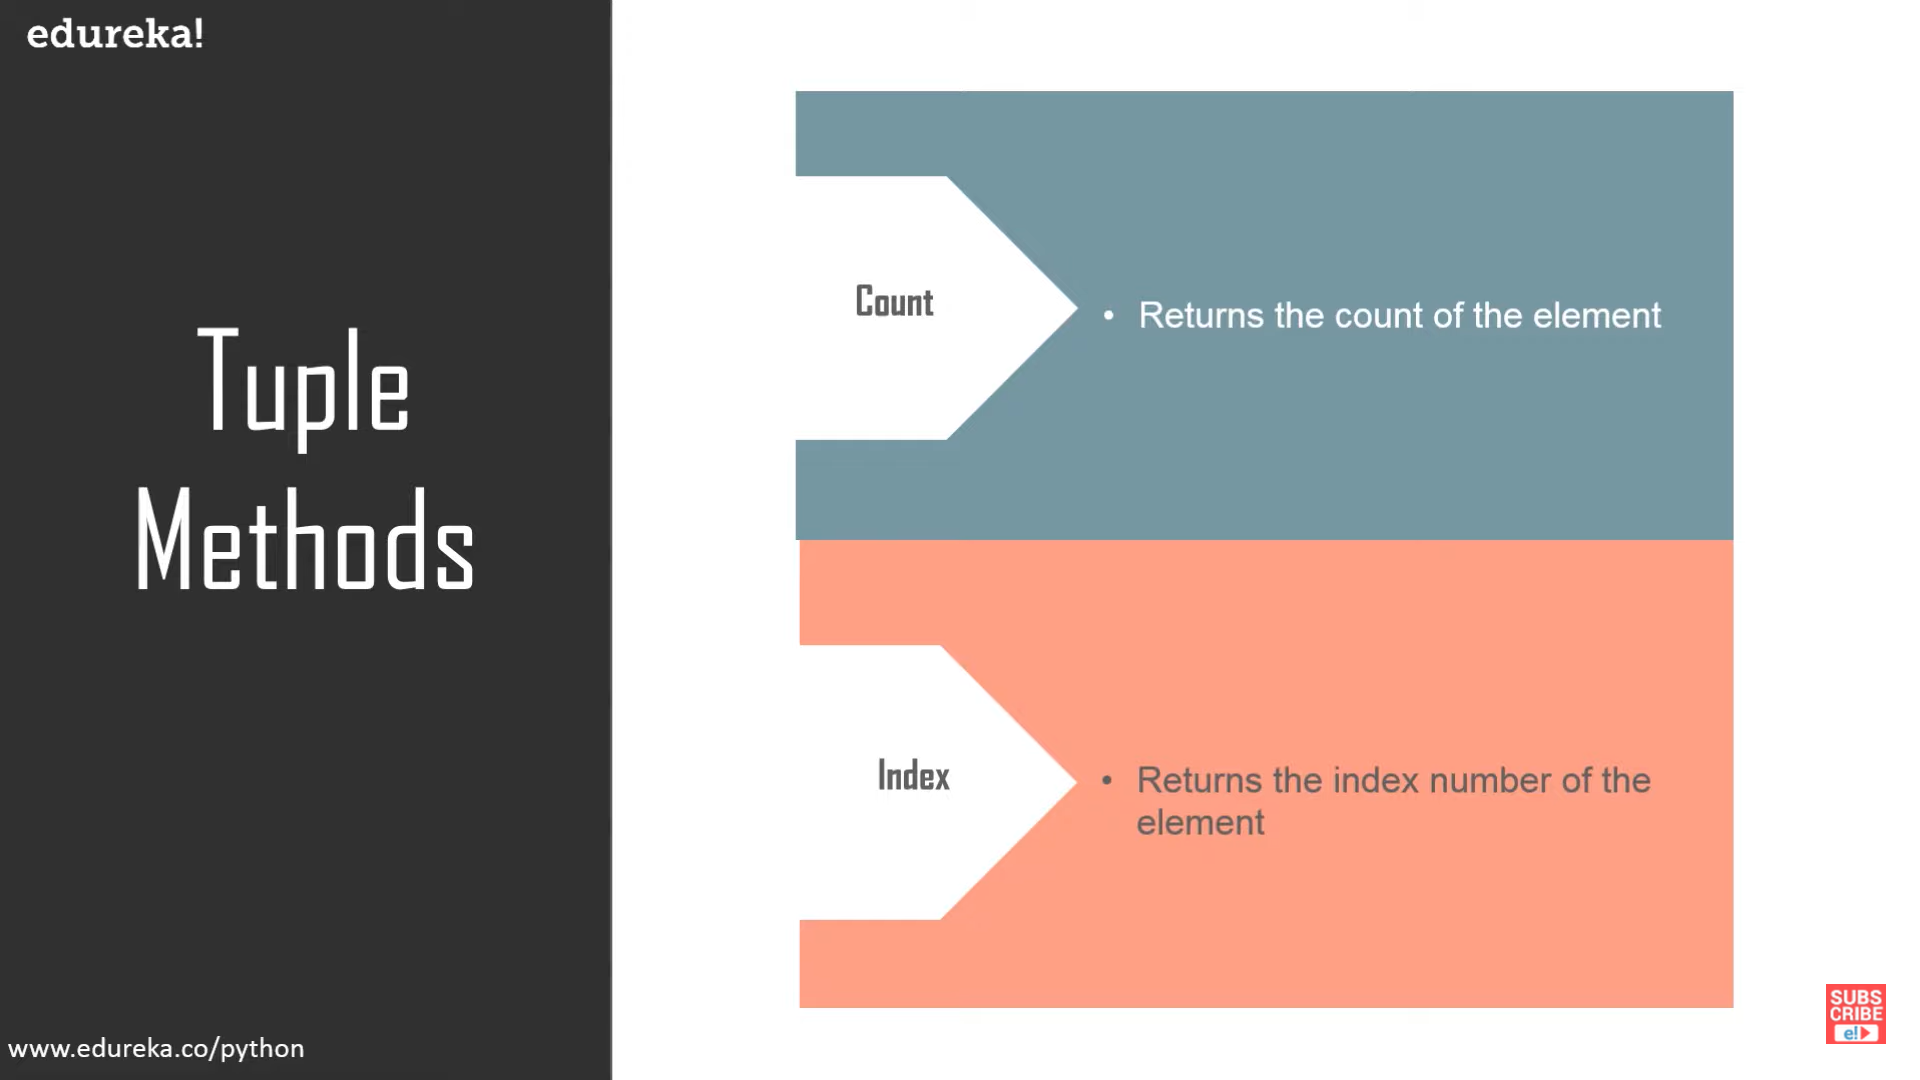 edureka!
Tuple
Methods
Count
• Returns the count of the element
Index
• Returns the index number of the
element
www.edureka.co/python
SUBS
CRIBE
e!